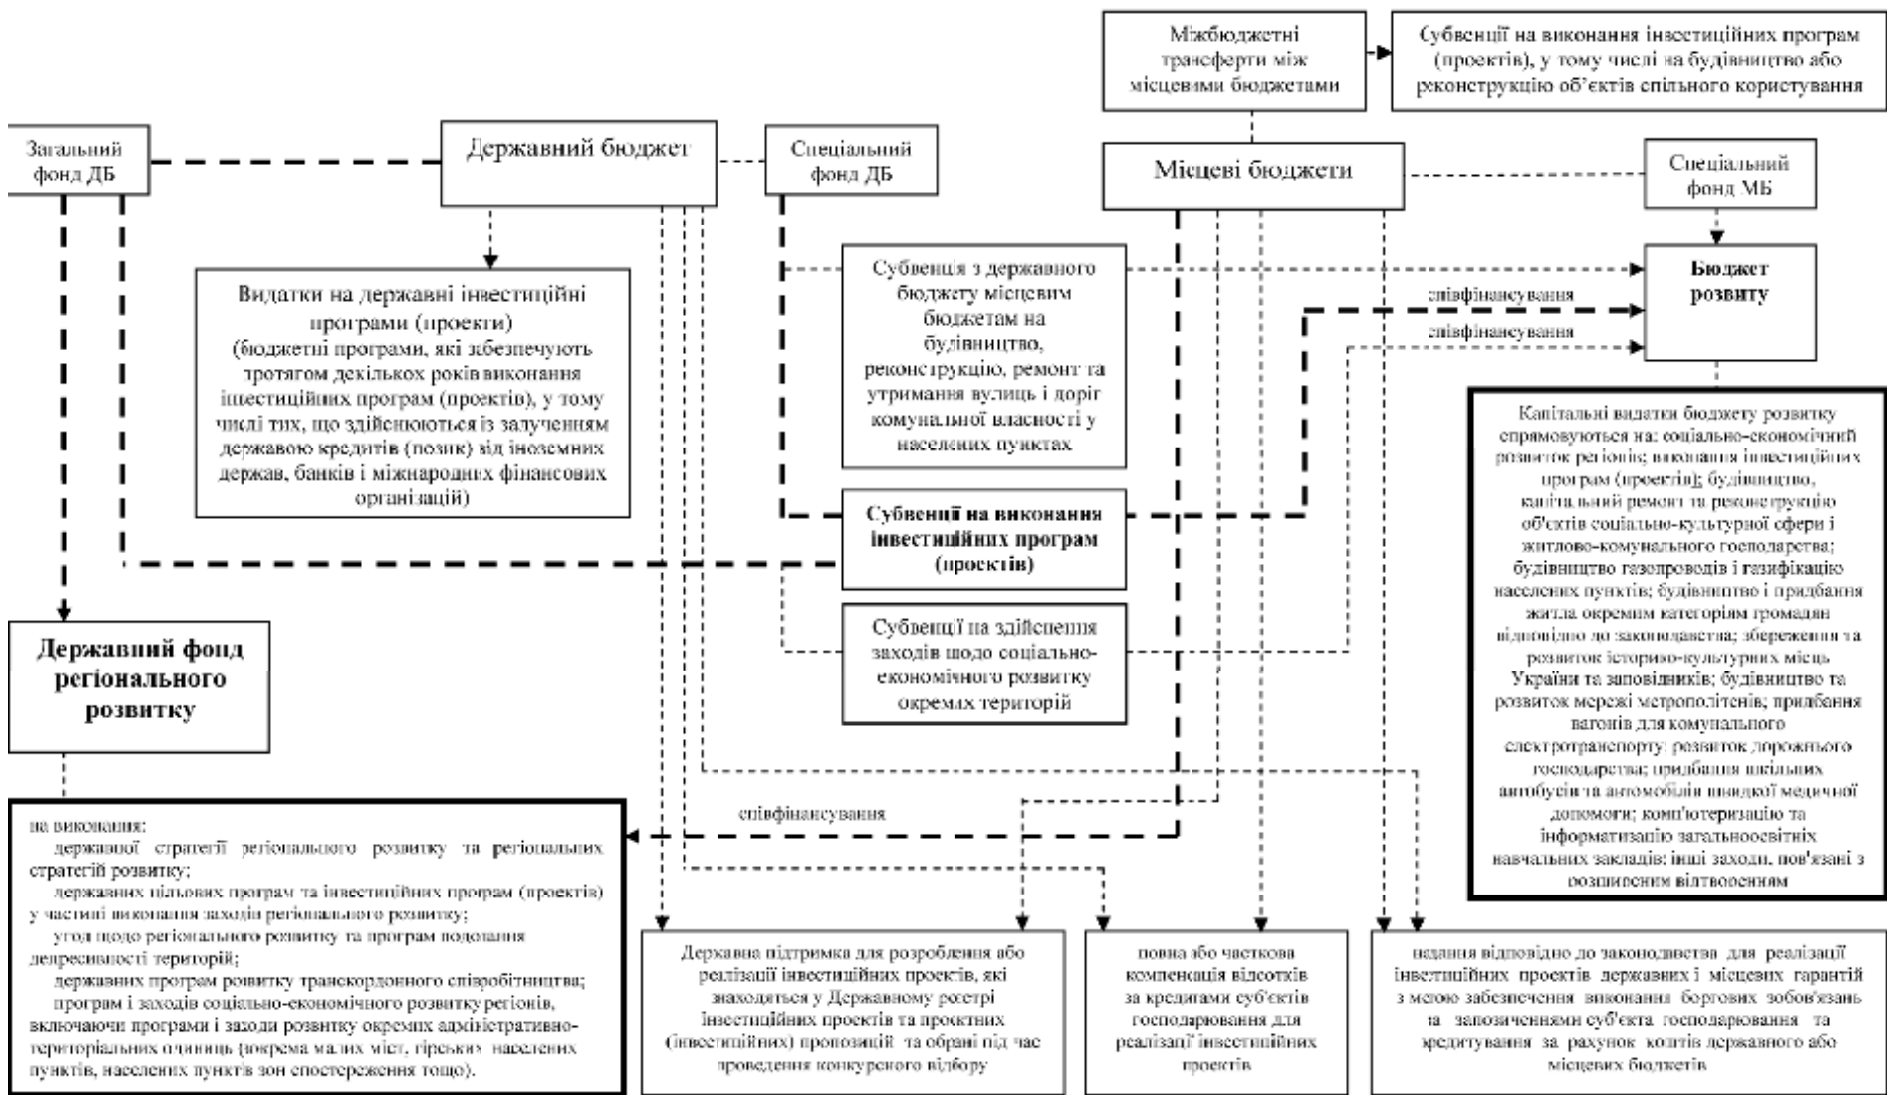 Міжбюджетні
трансферти між
місцевими бюджетами
Субвенції на виконання інвестиційних програм
(проектів), у тому числі на будівництво або
реконструкцію об’єктів спільного користування
Загальний
фонд ДБ
Державний бюджет
Спеціальний
фонд ДБ
Місцеві бюджети
Спеціальний
фонд МБ
Видатки на державні інвестиційні
програми (проекти)
(бюджетні програми, які забезпечують
протягом декількох років виконання
інвестиційних програм (проектів), у тому
числі тих, що здійснюються із залученням
державою кредитів (позик) від іноземних
держав, банків і міжнародних фінансових
організацій)
Субвенція з державного
бюджету місцевим
бюджетам на
будівництво,
реконструкцію, ремонт та
утримання вулиць і доріг
комунальної власності у
населених пунктах
Бюджет
розвиту
співфінансування
співфінансування
Субвенції на виконання
інвестиційних програм
(проектів)
Субвенції на здійснення
заходів щодо соціально-
економічного розвитку
окремих територій
Державний фонд
регіонального
розвитку
Капітальні видатки бюджету розвитку
спрямовуються на: соціально-економічний
розвиток регіонів; виконання інвестиційних
програм (проектів); будівництво,
капітальний ремонт та реконструкцію
об'єктів соціально-культурної сфери і
житлово-комунального господарства;
будівництво газопроводів і газифікацію
населених пунктів; будівництво і придбання
житла окремим категоріям громадян
відповідно до законодавства; збереження та
розвиток історико-культурних місць
України та заповідників; будівництво та
розвиток мережі метрополітенів; придбання
вагонів для комунального
електротранспорту; розвиток дорожнього
господарства; придбання шкільних
автобусів та автомобілів швидкої медичної
допомоги; комп'ютеризацію та
інформатизацію загальноосвітніх
навчальних закладів; інші заходи, пов'язані з
розширеним відтворенням
співфінансування
на виконання:
державної стратегії регіонального розвитку та регіональних
стратегій розвитку;
державних цільових програм та інвестиційних програм (проектів)
у частині виконання заходів регіонального розвитку;
угод щодо регіонального розвитку та програм подолання
депресивності територій;
державних програм розвитку транскордонного співробітництва;
програм і заходів соціально-економічного розвитку регіонів,
включаючи програми і заходи розвитку окремих адміністративно-
територіальних одиниць (зокрема малих міст, гірських населених
пунктів, населених пунктів зон спостереження тощо).
Державна підтримка для розроблення або
реалізації інвестиційних проектів, які
знаходяться у Державному реєстрі
інвестиційних проектів та проектних
(інвестиційних) пропозицій та обрані під час
проведення конкурсного відбору
повна або часткова
компенсація відсотків
за кредитами суб'єктів
господарювання для
реалізації інвестиційних
проектів
надання відповідно до законодавства для реалізації
інвестиційних проектів державних і місцевих гарантій
з метою забезпечення виконання боргових зобов'язань
за запозиченнями суб'єкта господарювання та
кредитування за рахунок коштів державного або
місцевих бюджетів